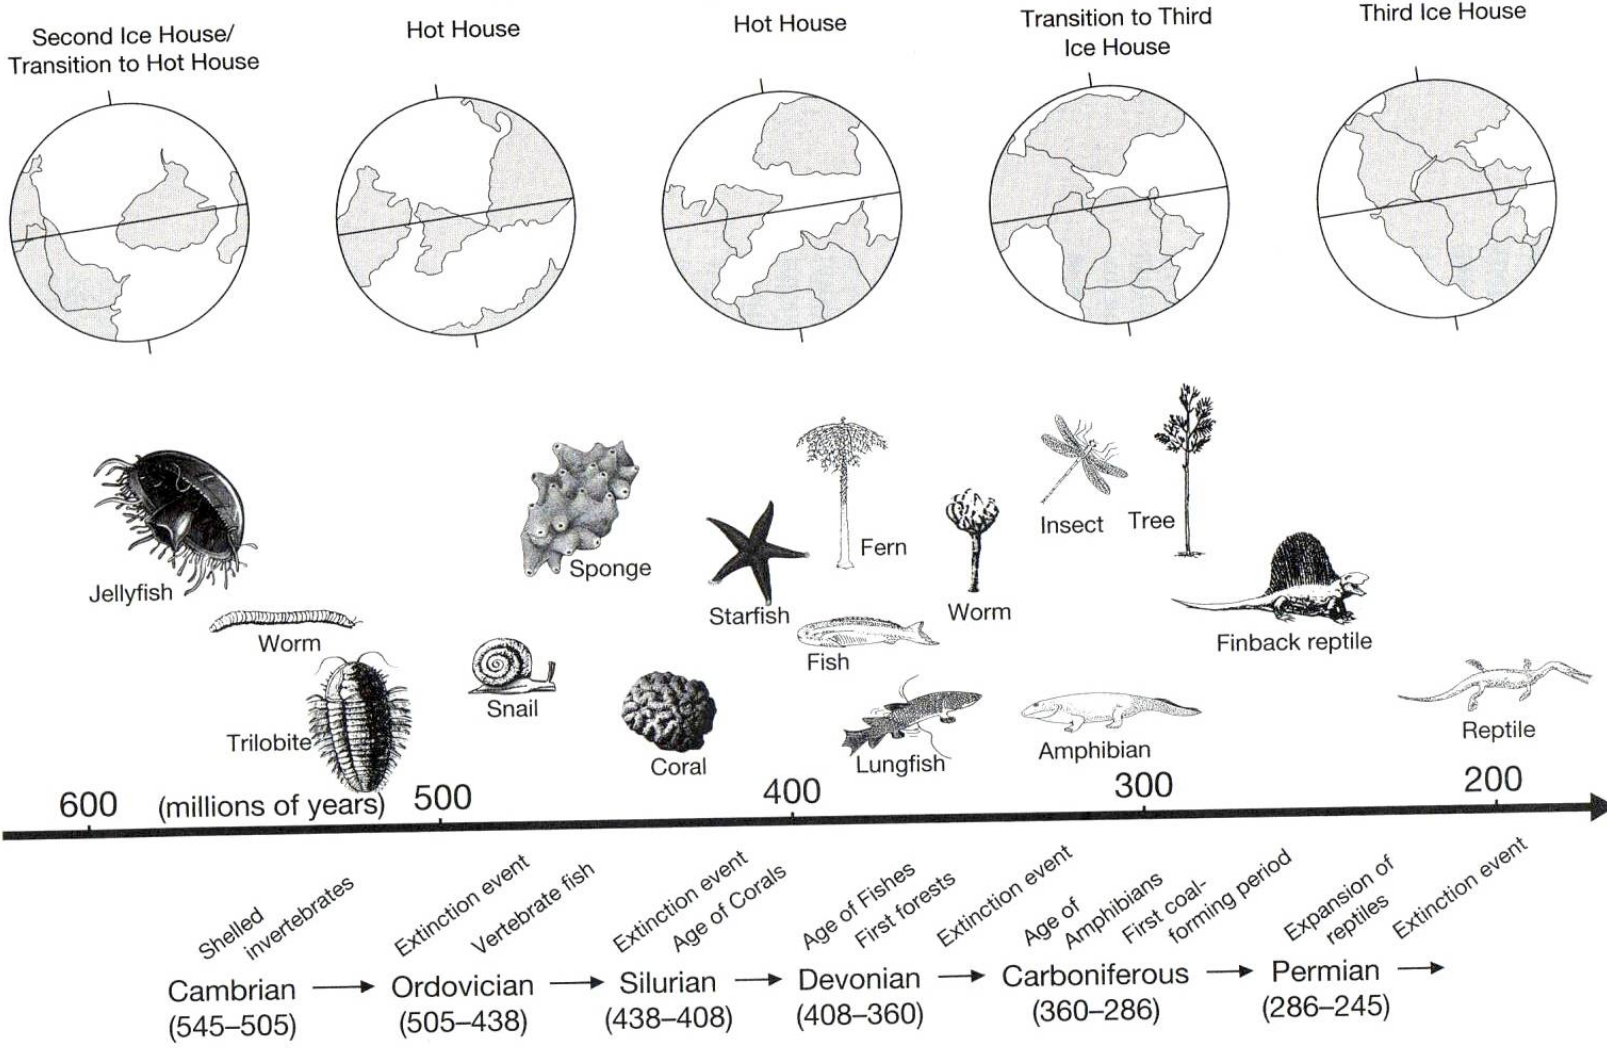 Second Ice House/
Transition to Hot House
Hot House
Hot House
Transition to Third
Ice House
Third Ice House
Jellyfish
Worm
Trilobite
Snail
Sponge
Coral
Starfish
Fern
Fish
Lungfish
Worm
Insect
Tree
Amphibian
Finback reptile
Reptile
600
(millions of years)
500
400
300
200
Shelled
invertebrates
Extinction event
Vertebrate fish
Extinction event
Age of Corals
Age of Fishes
First forests
Extinction event
Age of
Amphibians
First coal-
forming period
Expansion of
reptiles
Extinction event
Cambrian
(545–505)
Ordovician
(505–438)
Silurian
(438–408)
Devonian
(408–360)
Carboniferous
(360–286)
Permian
(286–245)